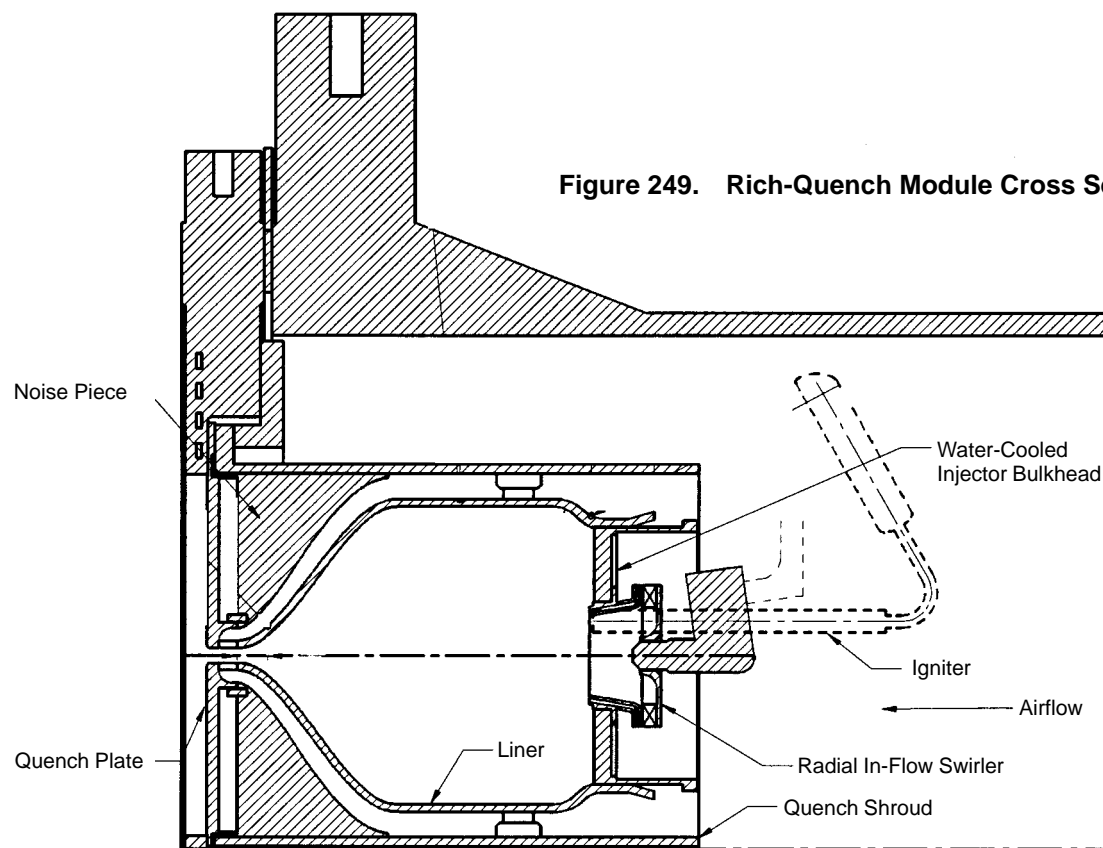 Figure 249. Rich-Quench Module Cross
Noise Piece
Water-Cooled
Injector Bulkhead
Igniter
Airflow
Liner
Quench Plate
Radial In-Flow Swirler
Quench Shroud